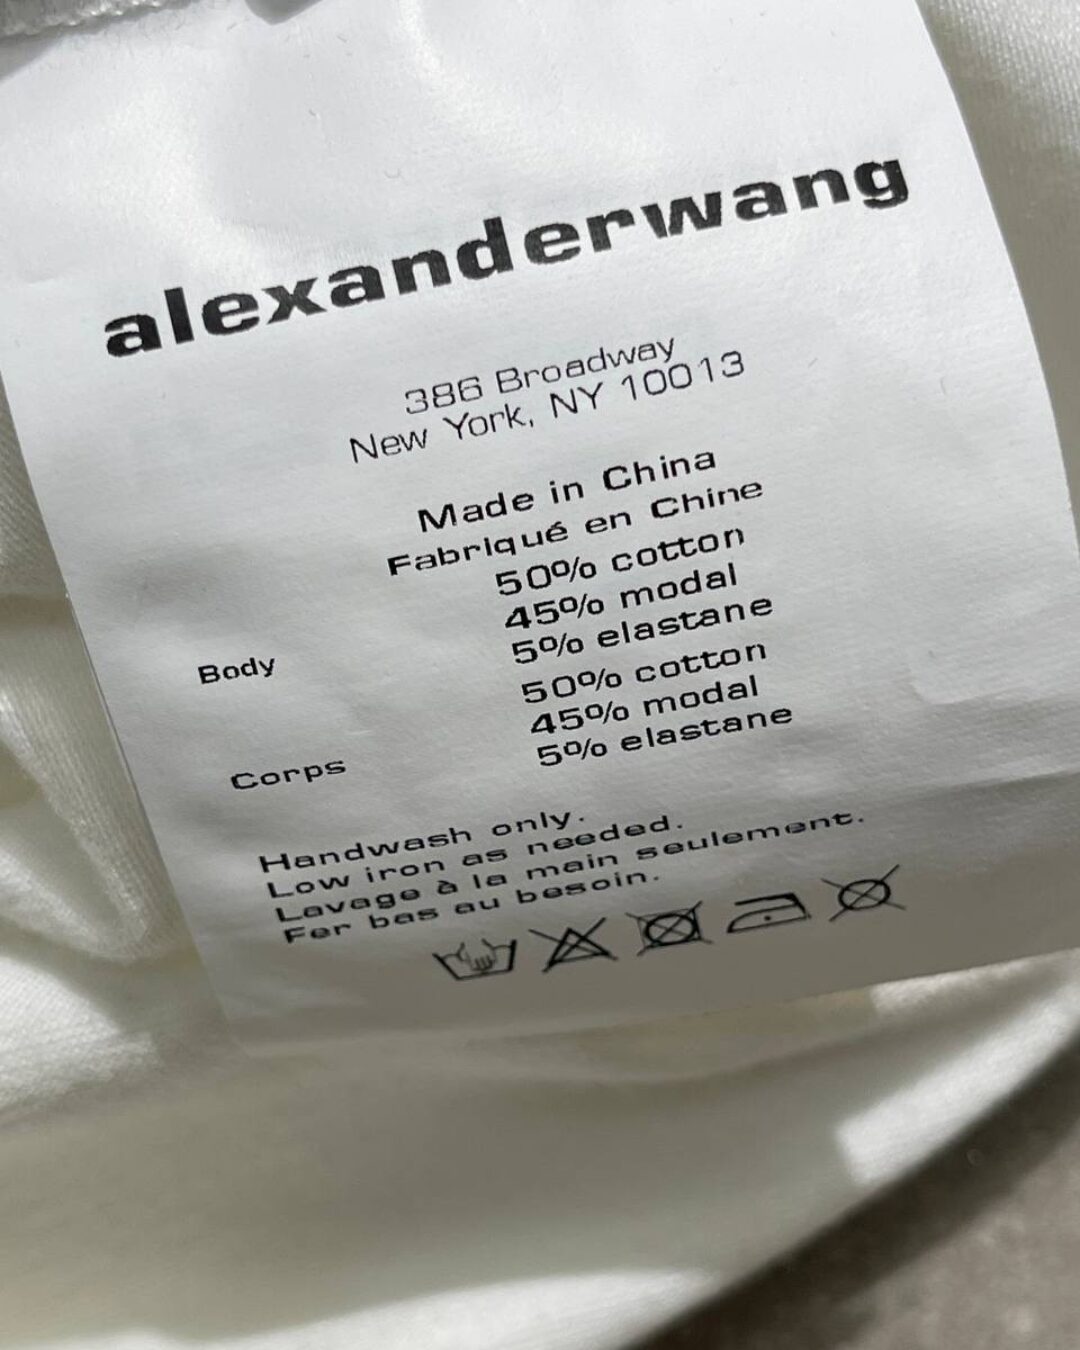 alexanderwang
386 Broadway
New York, NY 10013
Made in China
Fabriqué en Chine
50% cotton
45% modal
Body 5% elastane
50% cotton
45% modal
Corps 5% elastane
Handwash only.
Low iron as needed.
Lavage à la main seulement.
Fer bas au besoin.